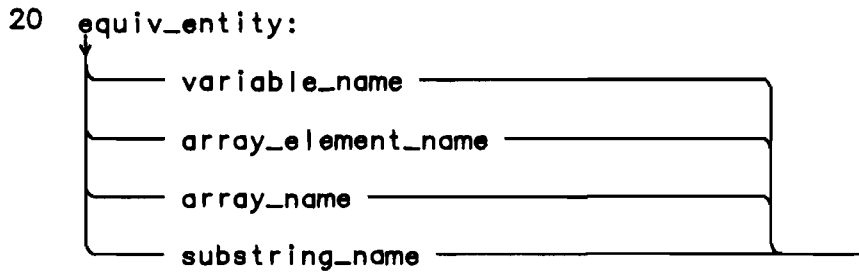 20 equiv_entity:
variable_name
array_element_name
array_name
substring_name